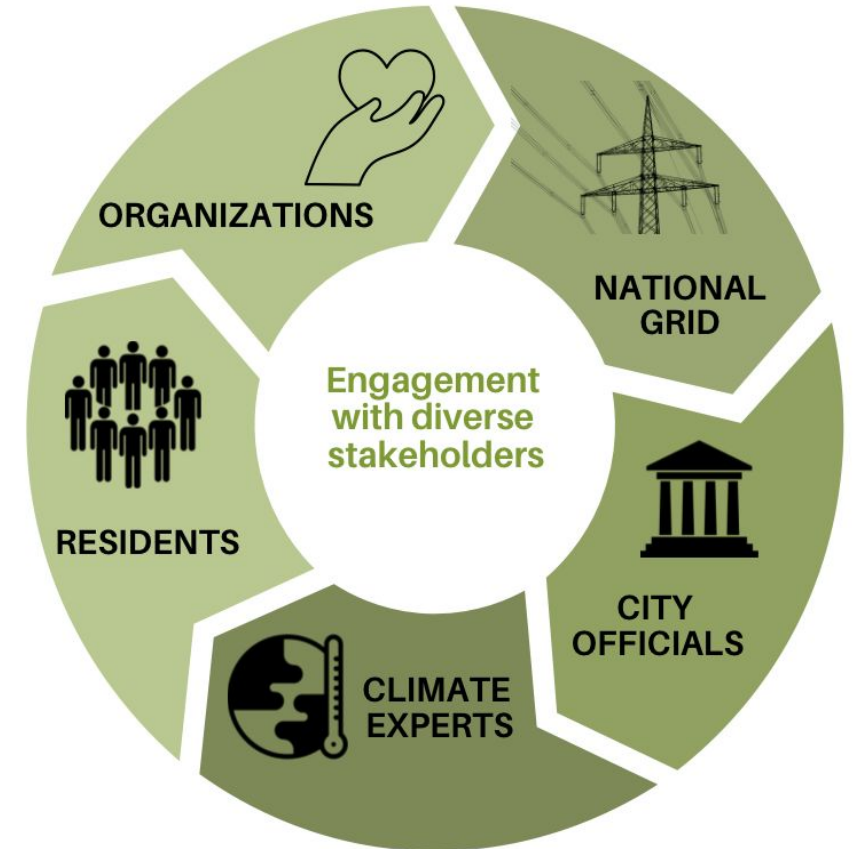 ORGANIZATIONS
NATIONAL
GRID
Engagement
with diverse
stakeholders
RESIDENTS
CITY
OFFICIALS
CLIMATE
EXPERTS